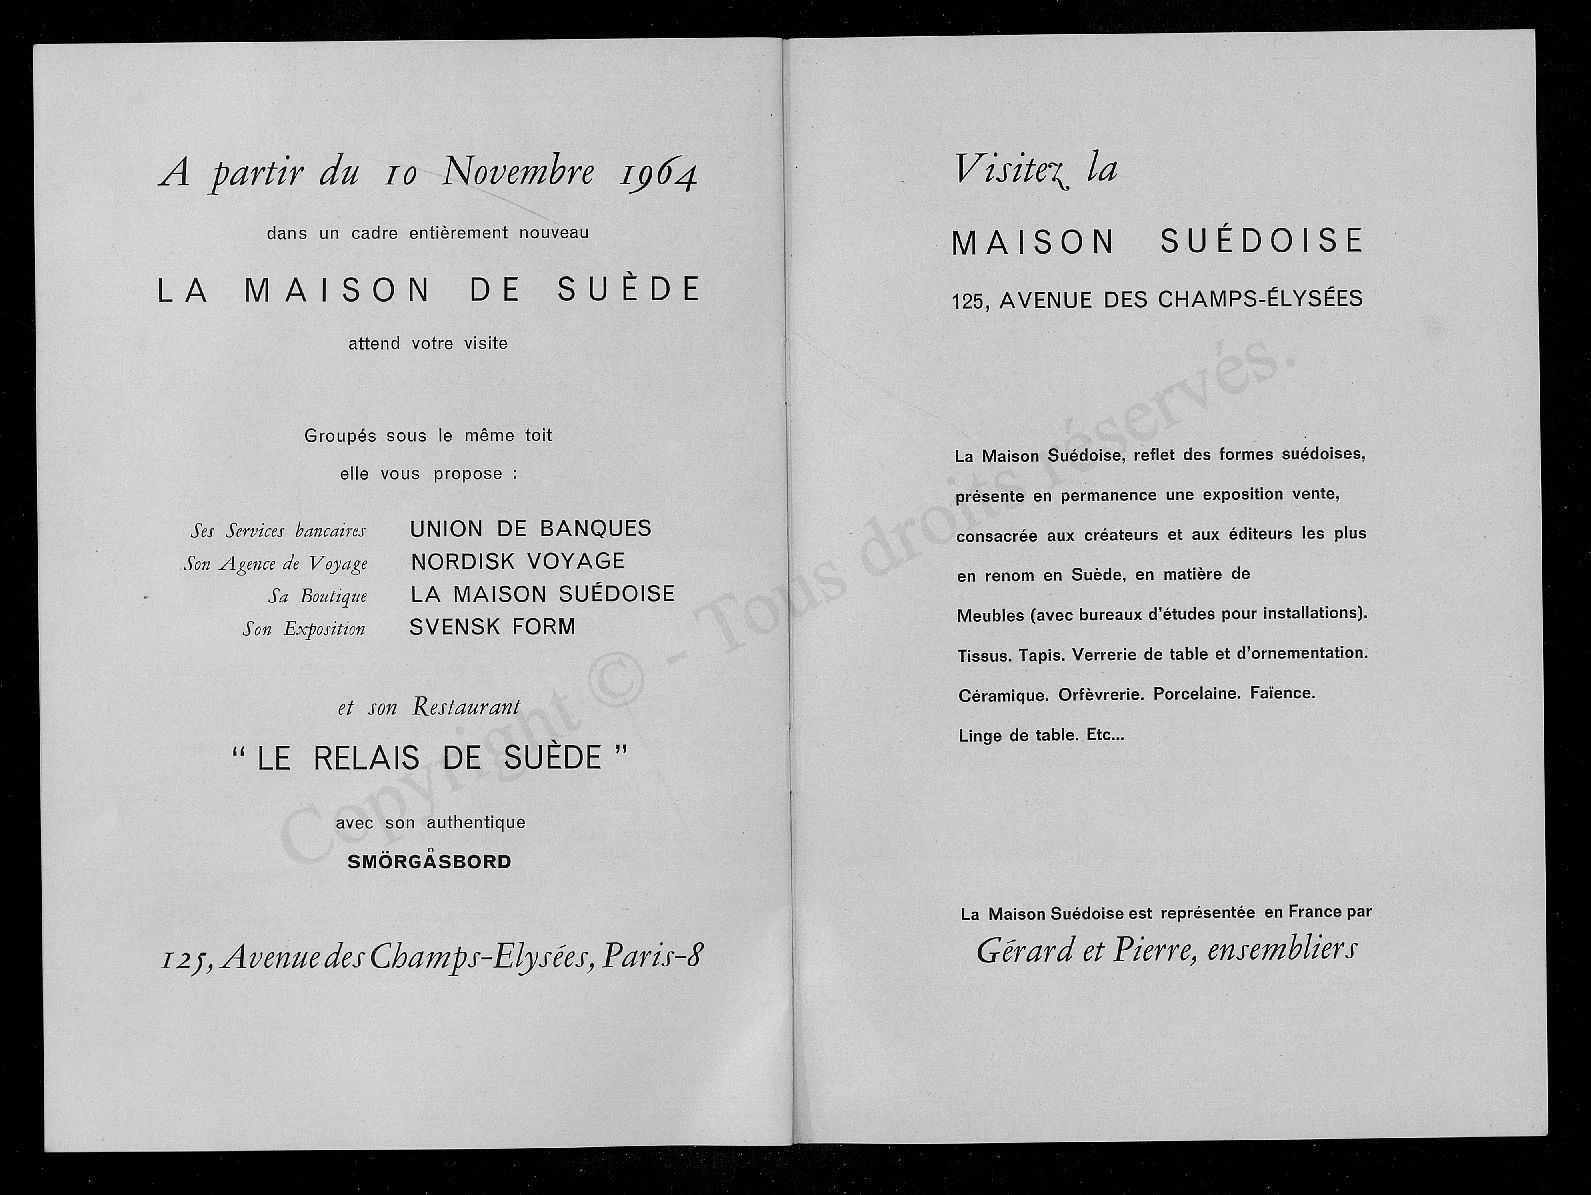 A partir du 10 Novembre 1964
dans un cadre entièrement nouveau
LA MAISON DE SUÈDE
attend votre visite
Groupés sous le même toit
elle vous propose :
Ses Services bancaires UNION DE BANQUES
Son Agence de Voyage NORDISK VOYAGE
Sa Boutique LA MAISON SUÉDOISE
Son Exposition SVENSK FORM
et son Restaurant
" LE RELAIS DE SUÈDE "
avec son authentique
SMÖRGÅSBORD
125, Avenue des Champs-Elysées, Paris-8
Visitez la
MAISON SUÉDOISE
125, AVENUE DES CHAMPS-ÉLYSÉES
La Maison Suédoise, reflet des formes suédoises,
présente en permanence une exposition vente,
consacrée aux créateurs et aux éditeurs les plus
en renom en Suède, en matière de
Meubles (avec bureaux d'études pour installations).
Tissus. Tapis. Verrerie de table et d'ornementation.
Céramique. Orfèvrerie. Porcelaine. Faïence.
Linge de table. Etc...
La Maison Suédoise est représentée en France par
Gérard et Pierre, ensembliers
Copyright © - Tous droits réservés.